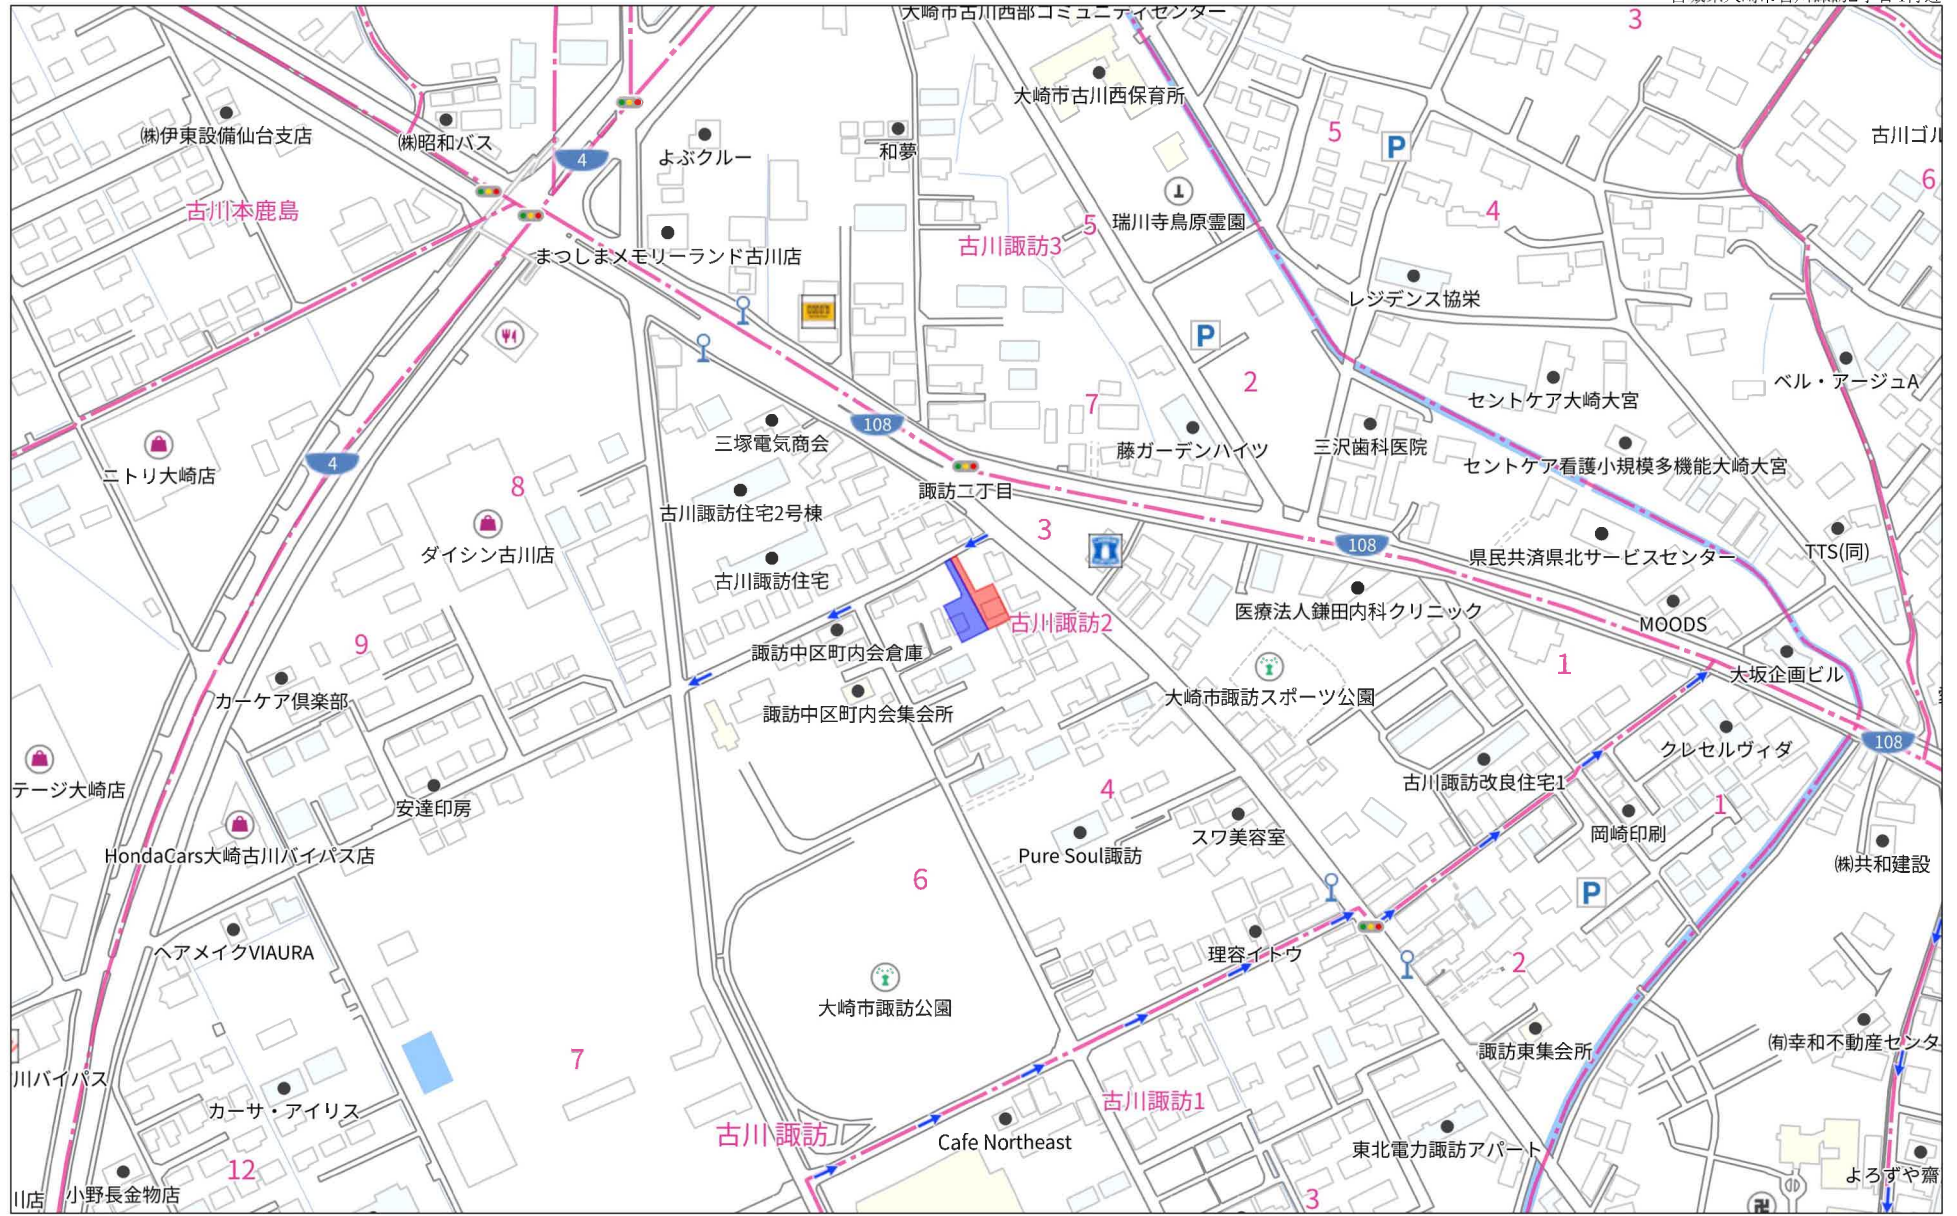 大崎市古川西部コミュニティセンター
3
大崎市古川西保育所
㈱伊東設備仙台支店
㈱昭和バス
4
よぶクルー
和夢
5
P
古川ゴル
6
古川本鹿島
瑞川寺鳥原霊園
5
4
古川諏訪3
まつしまメモリーランド古川店
レジデンス協栄
P
2
ベル・アージュA
7
セントケア大崎大宮
108
三塚電気商会
藤ガーデンハイツ
三沢歯科医院
セントケア看護小規模多機能大崎大宮
ニトリ大崎店
4
8
諏訪二丁目
古川諏訪住宅2号棟
3
108
ダイシン古川店
県民共済県北サービスセンター
TTS(同)
古川諏訪住宅
医療法人鎌田内科クリニック
古川諏訪2
MOODS
9
諏訪中区町内会倉庫
1
大坂企画ビル
カーケア倶楽部
大崎市諏訪スポーツ公園
諏訪中区町内会集会所
108
クレセルヴィダ
テージ大崎店
4
古川諏訪改良住宅1
安達印房
1
スワ美容室
岡崎印刷
HondaCars大崎古川バイパス店
Pure Soul諏訪
㈱共和建設
6
P
ヘアメイクVIAURA
理容イトウ
2
大崎市諏訪公園
諏訪東集会所
㈲幸和不動産センタ
7
川バイパス
カーサ・アイリス
古川諏訪1
古川諏訪
Cafe Northeast
東北電力諏訪アパート
12
よろずや齋
川店
小野長金物店
3